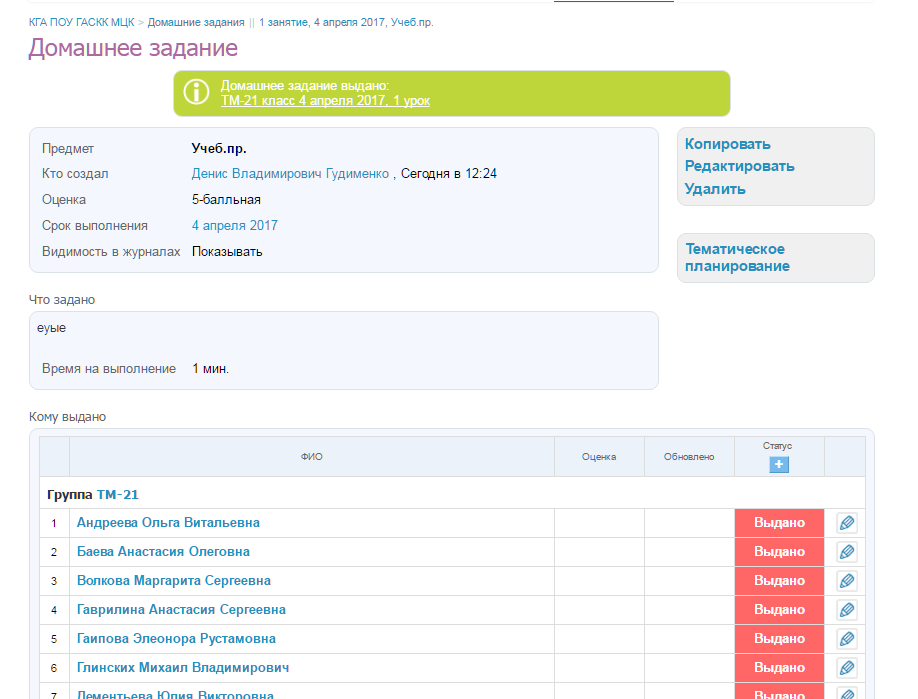 КГА ПОУ ГАСКК МЦК > Домашние задания || 1 занятие, 4 апреля 2017, Учеб.пр.
Домашнее задание
Домашнее задание выдано:
ТМ-21 класс 4 апреля 2017, 1 урок
Предмет Учеб.пр.
Кто создал Денис Владимирович Гудименко , Сегодня в 12:24
Оценка 5-балльная
Срок выполнения 4 апреля 2017
Видимость в журналах Показывать
Копировать
Редактировать
Удалить
Тематическое
планирование
Что задано
еуые
Время на выполнение 1 мин.
Кому выдано
ФИО Оценка Обновлено Статус
Группа ТМ-21
1 Андреева Ольга Витальевна Выдано
2 Баева Анастасия Олеговна Выдано
3 Волкова Маргарита Сергеевна Выдано
4 Гаврилина Анастасия Сергеевна Выдано
5 Гаипова Элеонора Рустамовна Выдано
6 Глинских Михаил Владимирович Выдано
7 Дементьева Юлия Викторовна Выдано